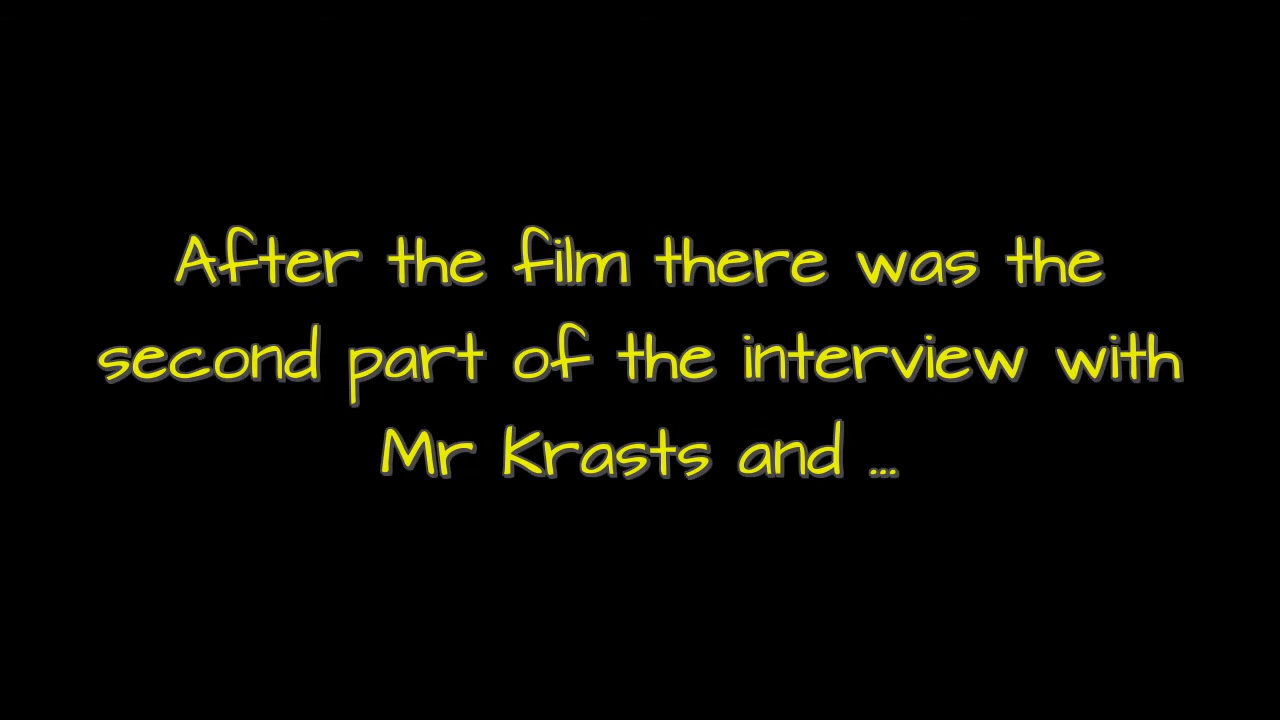 After the film there was the
second part of the interview with
Mr Krasts and ...